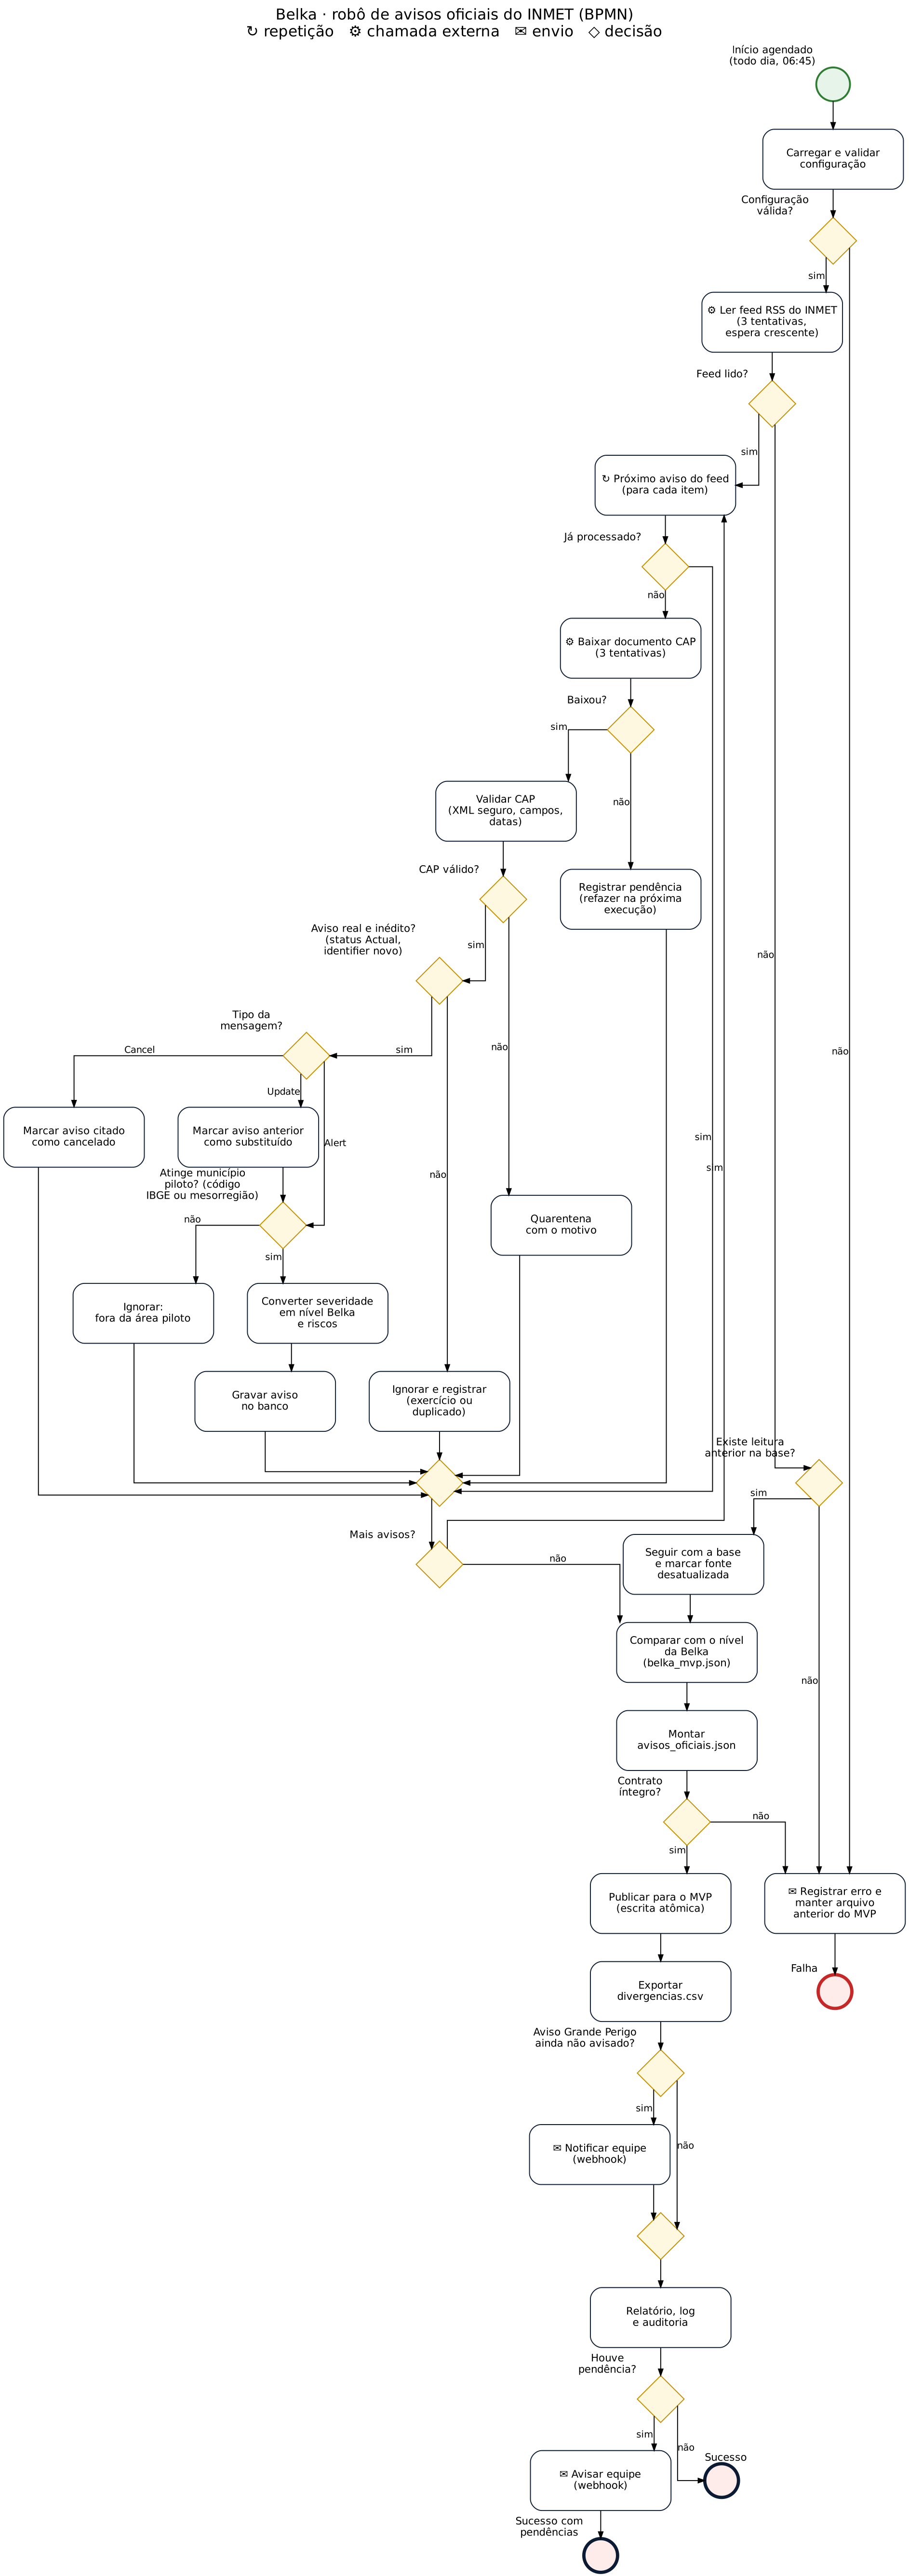 Belka · robô de avisos oficiais do INMET (BPMN)
↻ repetição ⚙ chamada externa ✉ envio ◇ decisão
Início agendado
(todo dia, 06:45)
Carregar e validar
configuração
Configuração
válida?
sim
⚙ Ler feed RSS do INMET
(3 tentativas,
espera crescente)
Feed lido?
sim
↻ Próximo aviso do feed
(para cada item)
Já processado?
não
⚙ Baixar documento CAP
(3 tentativas)
Baixou?
sim
não
Validar CAP
(XML seguro, campos,
datas)
CAP válido?
Registrar pendência
(refazer na próxima
execução)
Aviso real e inédito?
(status Actual,
identifier novo)
sim
não
Tipo da
mensagem?
Cancel
sim
não
não
Update
Marcar aviso citado
como cancelado
Marcar aviso anterior
como substituído
Alert
sim
sim
não
Atinge município
piloto? (código
IBGE ou mesorregião)
não
Quarentena
com o motivo
sim
Ignorar:
fora da área piloto
Converter severidade
em nível Belka
e riscos
Gravar aviso
no banco
Ignorar e registrar
(exercício ou
duplicado)
Existe leitura
anterior na base?
sim
Mais avisos?
não
Seguir com a base
e marcar fonte
desatualizada
Comparar com o nível
da Belka
(belka_mvp.json)
não
Montar
avisos_oficiais.json
Contrato
íntegro?
não
sim
Publicar para o MVP
(escrita atômica)
✉ Registrar erro e
manter arquivo
anterior do MVP
Falha
Exportar
divergencias.csv
Aviso Grande Perigo
ainda não avisado?
sim
não
✉ Notificar equipe
(webhook)
Relatório, log
e auditoria
Houve
pendência?
sim
não
Sucesso
✉ Avisar equipe
(webhook)
Sucesso com
pendências